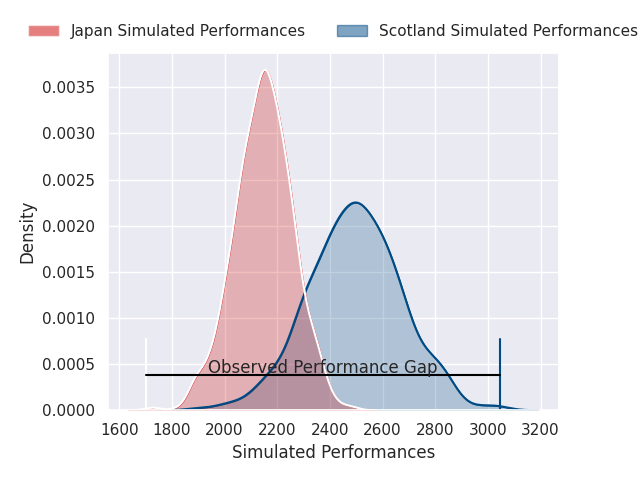 Japan Simulated Performances
Scotland Simulated Performances
0.0035
0.0030
0.0025
0.0020
0.0015
0.0010
0.0005
0.0000
Density
Observed Performance Gap
1600 1800 2000 2200 2400 2600 2800 3000 3200
Simulated Performances